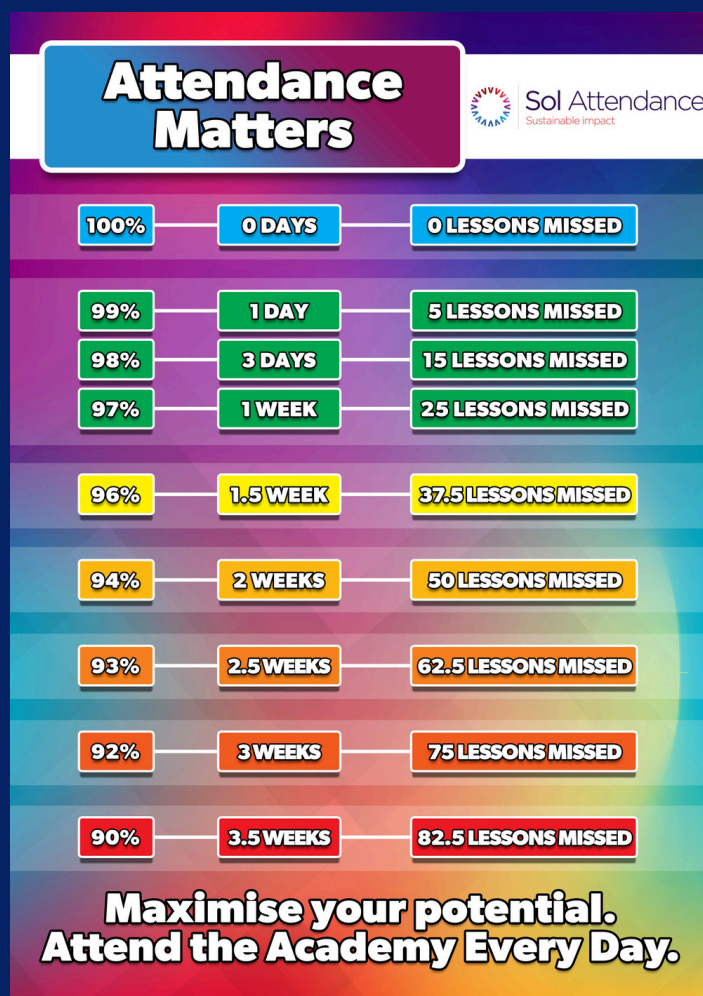 Attendance
Matters
Sol Attendance
Sustainable impact
100% 0 DAYS 0 LESSONS MISSED
99% 1 DAY 5 LESSONS MISSED
98% 3 DAYS 15 LESSONS MISSED
97% 1 WEEK 25 LESSONS MISSED
96% 1.5 WEEK 37.5 LESSONS MISSED
94% 2 WEEKS 50 LESSONS MISSED
93% 2.5 WEEKS 62.5 LESSONS MISSED
92% 3 WEEKS 75 LESSONS MISSED
90% 3.5 WEEKS 82.5 LESSONS MISSED
Maximise your potential.
Attend the Academy Every Day.